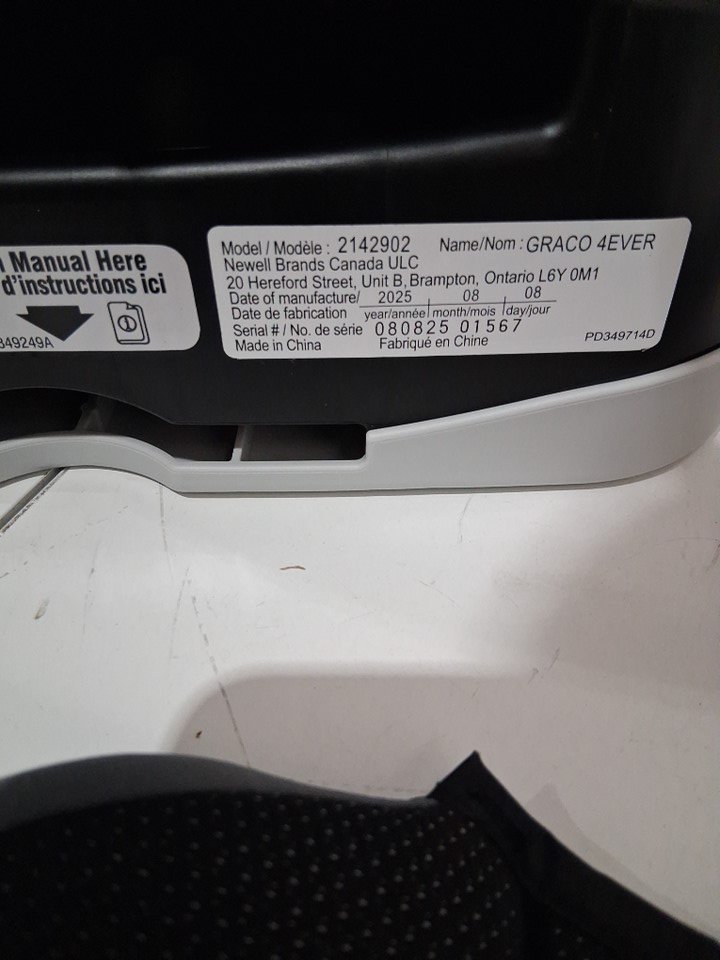 Manual Here
d'instructions ici
349249A
Model / Modèle : 2142902 Name/Nom : GRACO 4EVER
Newell Brands Canada ULC
20 Hereford Street, Unit B, Brampton, Ontario L6Y 0M1
Date of manufacture/ 2025 08 08
Date de fabrication year/année month/mois day/jour
Serial # / No. de série 080825 01567
Made in China Fabriqué en Chine PD349714D